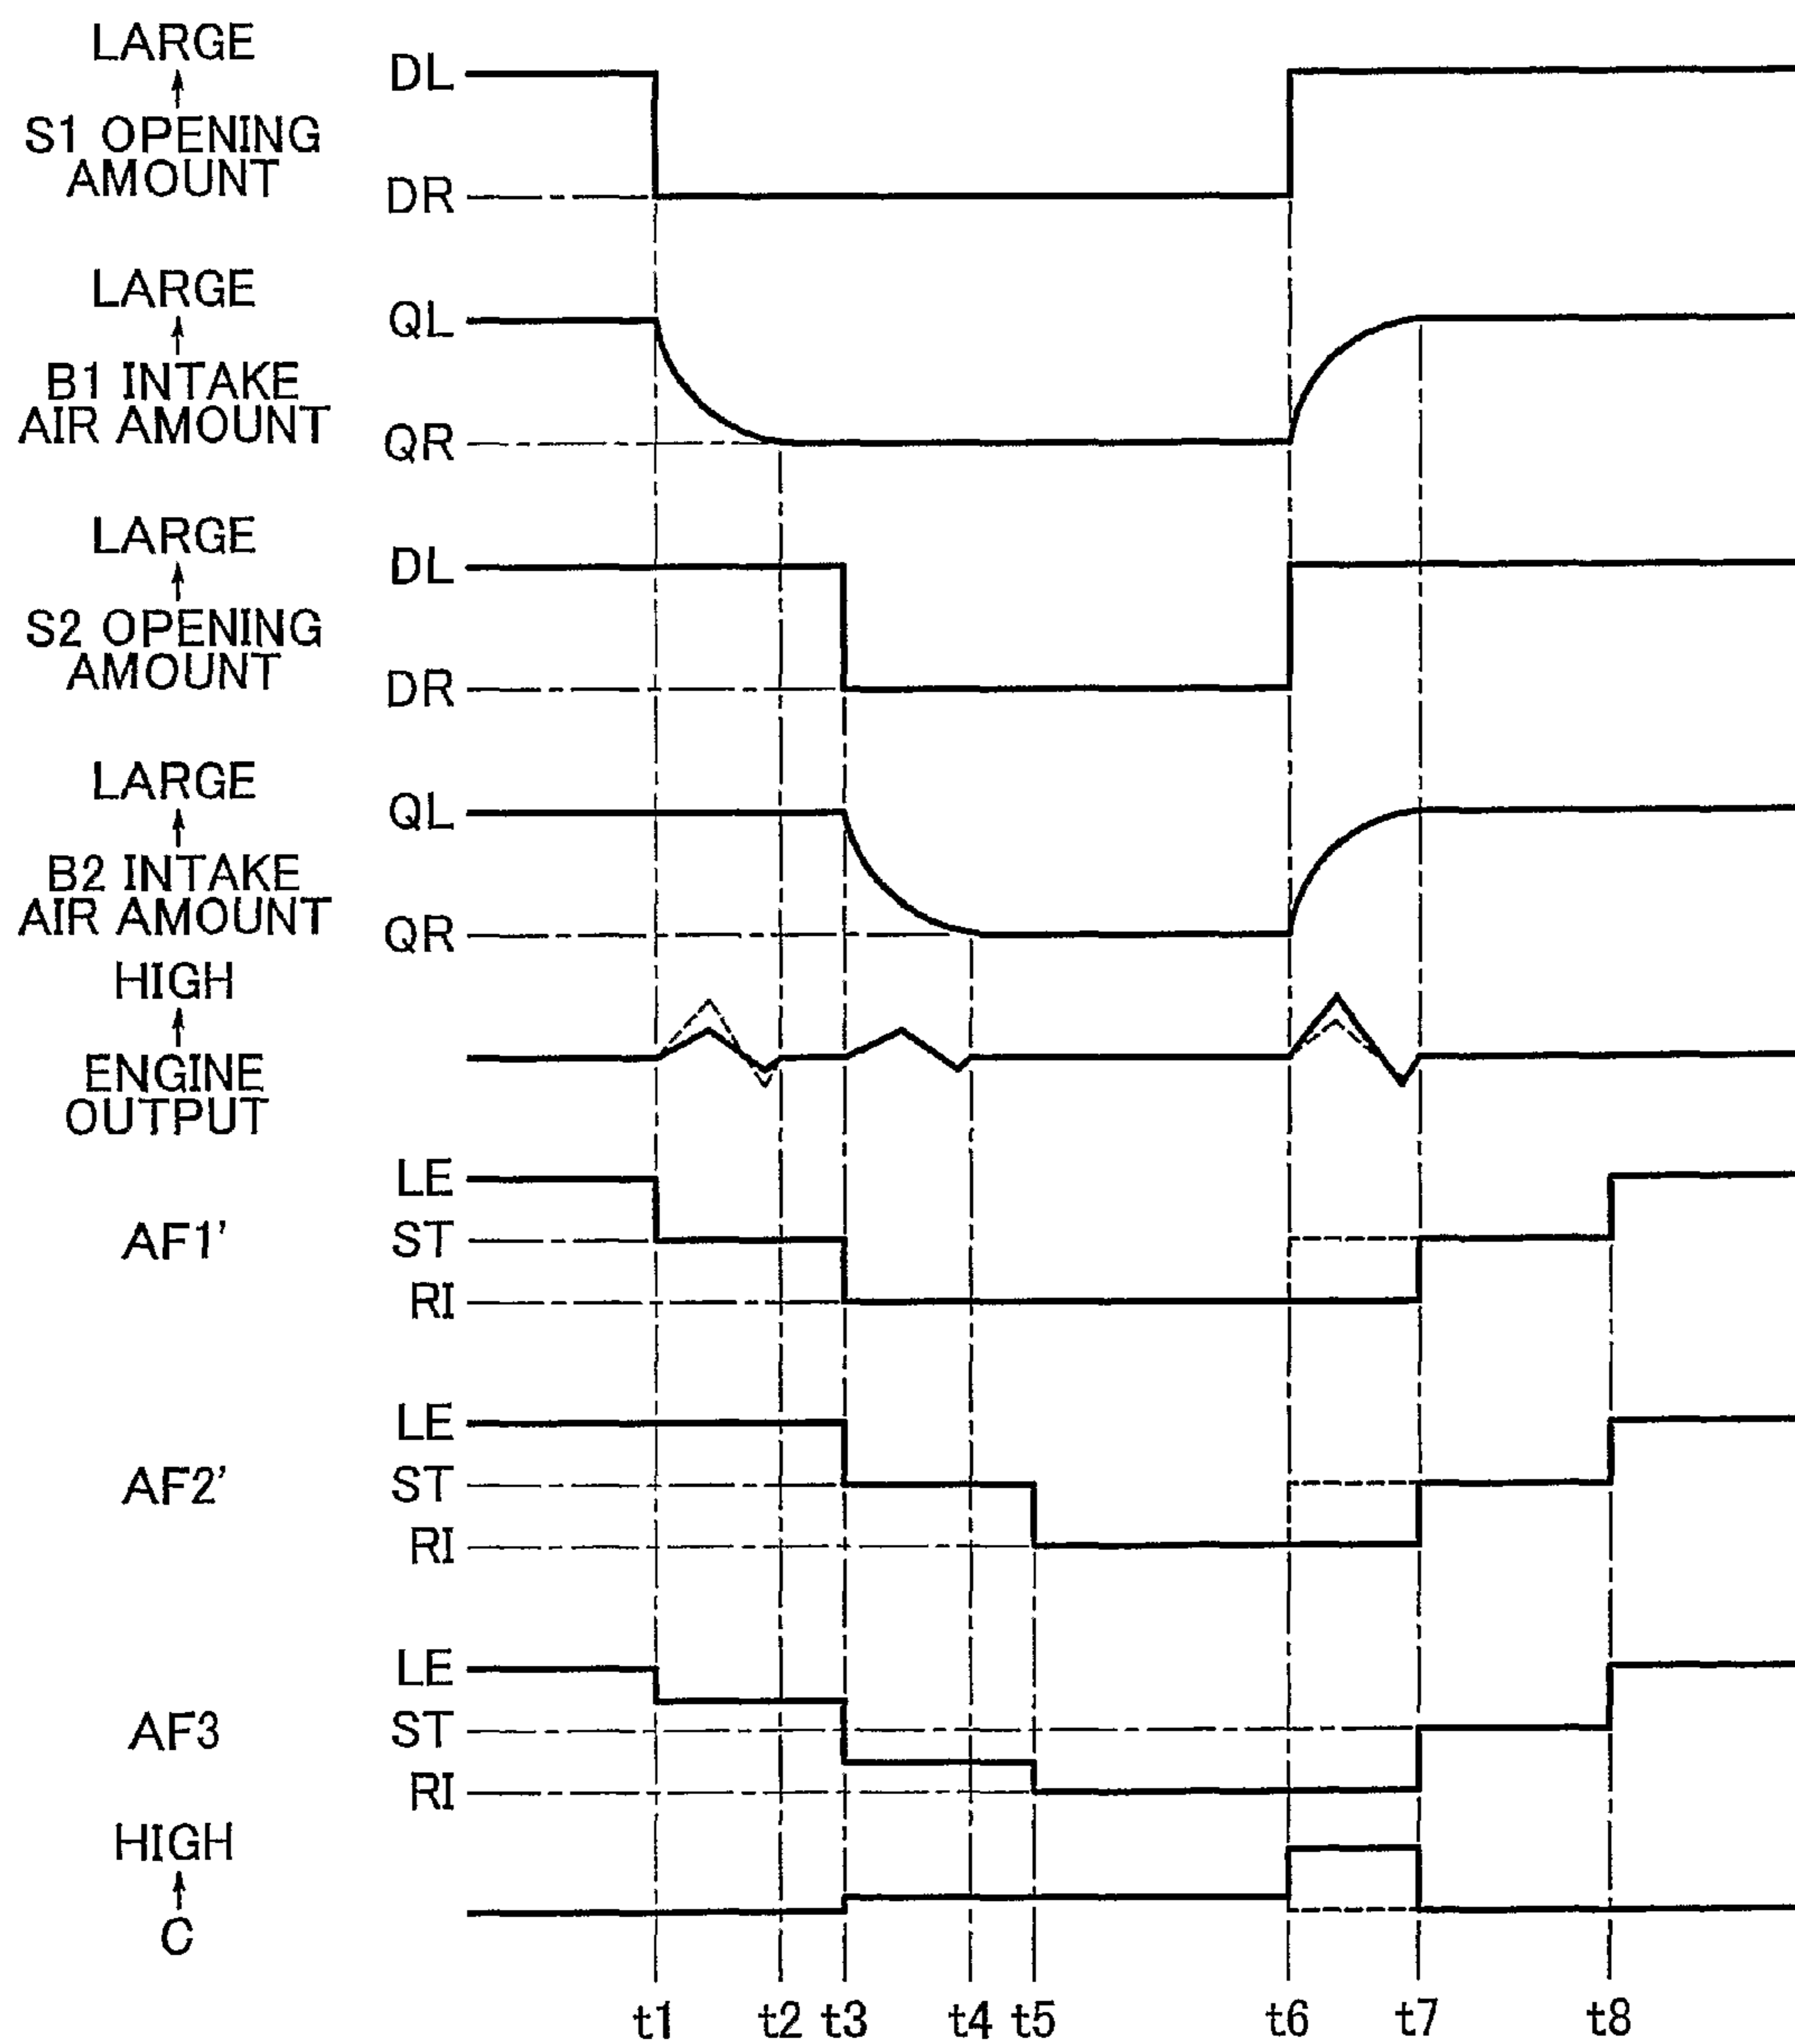 LARGE
S1 OPENING
AMOUNT
DL
DR
LARGE
B1 INTAKE
AIR AMOUNT
QL
QR
LARGE
S2 OPENING
AMOUNT
DL
DR
LARGE
B2 INTAKE
AIR AMOUNT
QL
QR
HIGH
ENGINE
OUTPUT
AF1'
LE
ST
RI
AF2'
LE
ST
RI
AF3
LE
ST
RI
HIGH
C
t1 t2 t3 t4 t5 t6 t7 t8